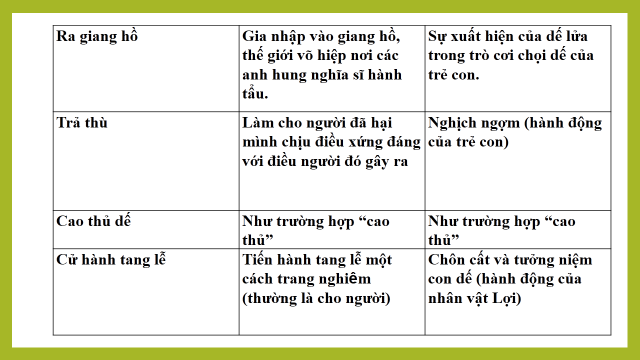 Ra giang hồ
Gia nhập vào giang hồ,
thế giới võ hiệp nơi các
anh hung nghĩa sĩ hành
tẩu.
Sự xuất hiện của dế lửa
trong trò cơi chọi dế của
trẻ con.
Trả thù
Làm cho người đã hại
mình chịu điều xứng đáng
với điều người đó gây ra
Nghịch ngợm (hành động
của trẻ con)
Cao thủ dế
Như trường hợp “cao
thủ”
Như trường hợp “cao
thủ”
Cữ hành tang lễ
Tiến hành tang lễ một
cách trang nghiêm
(thường là cho người)
Chôn cất và tưởng niệm
con dế (hành động của
nhân vật Lợi)